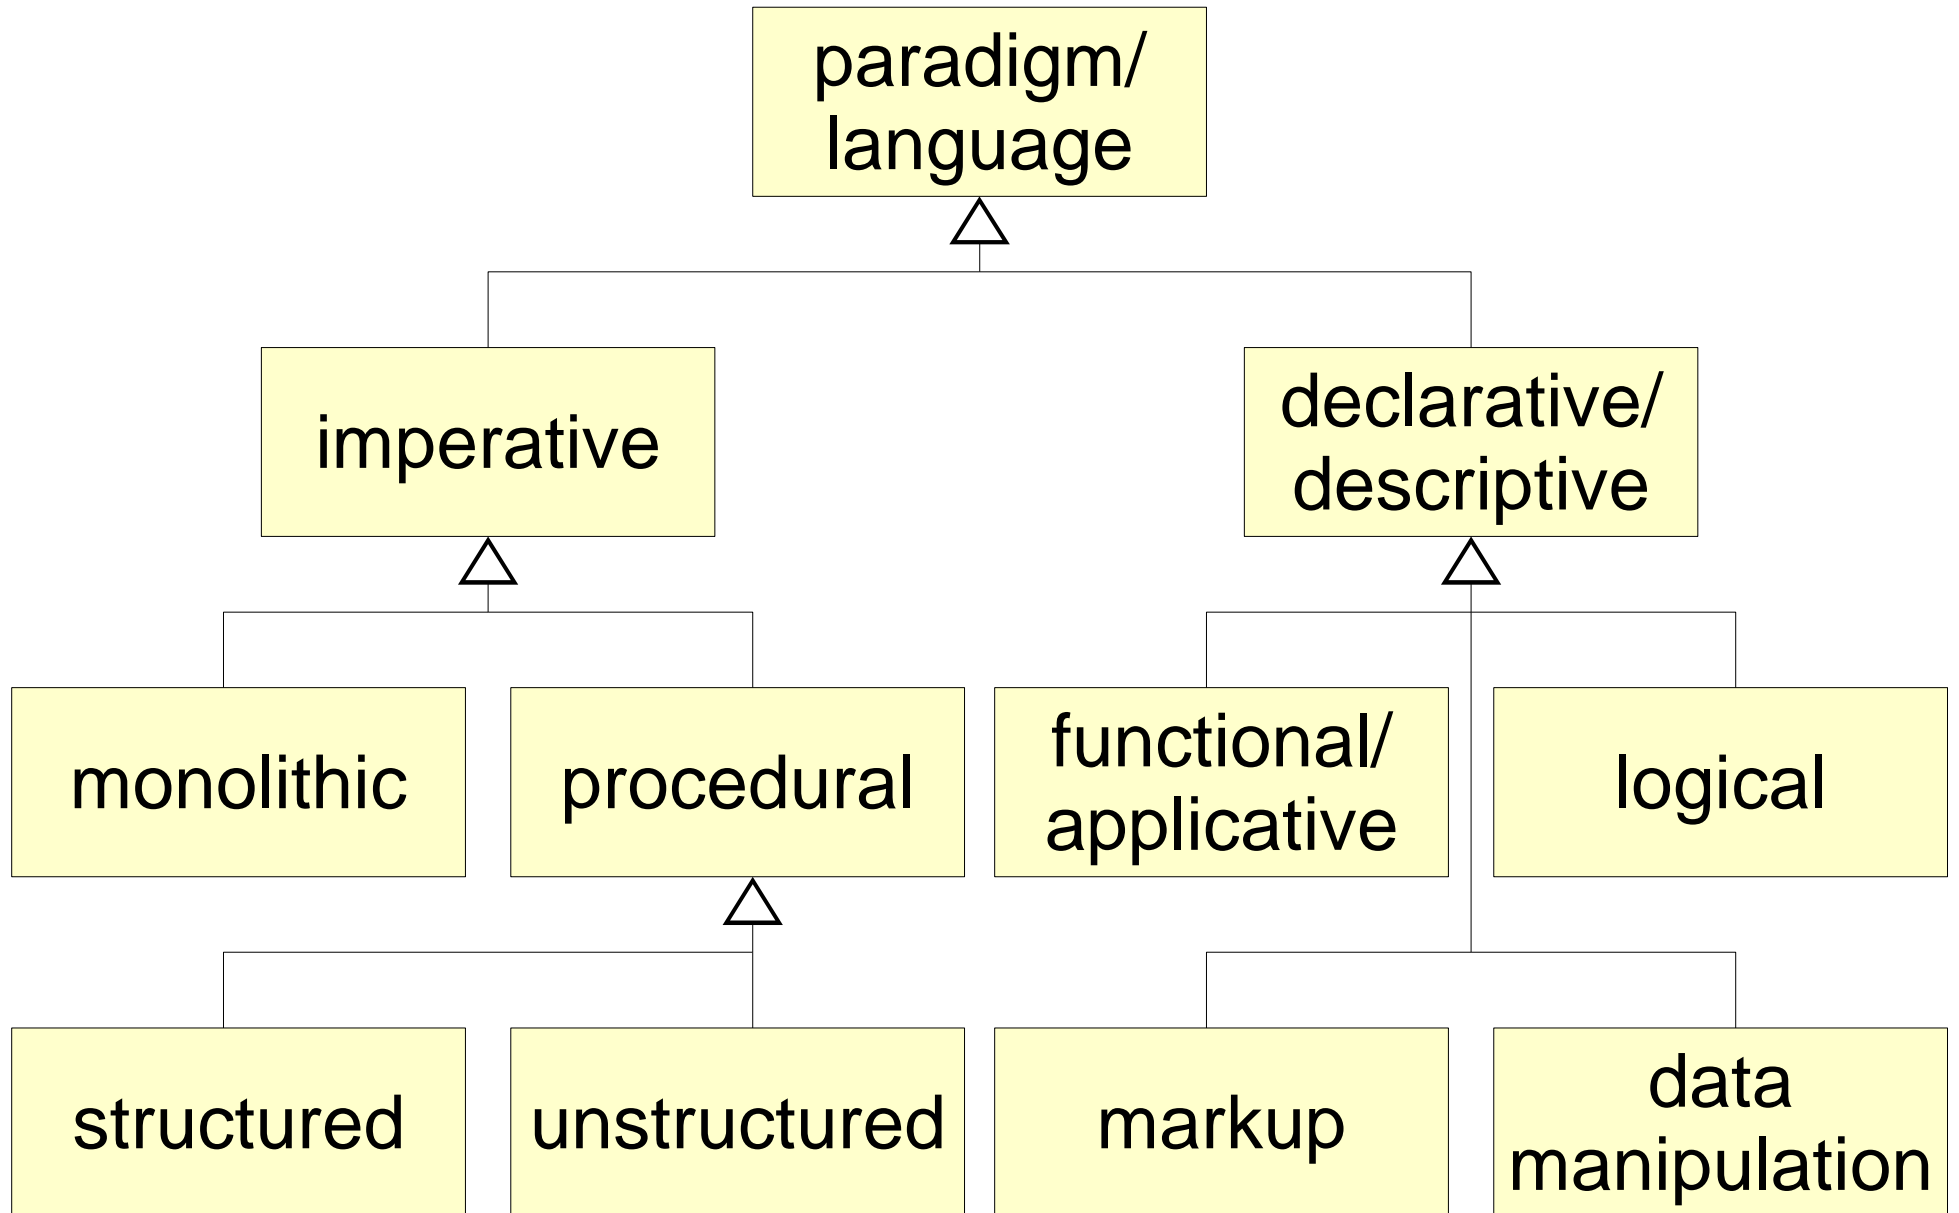 paradigm/
language
imperative
declarative/
descriptive
monolithic
procedural
functional/
applicative
logical
structured
unstructured
markup
data
manipulation